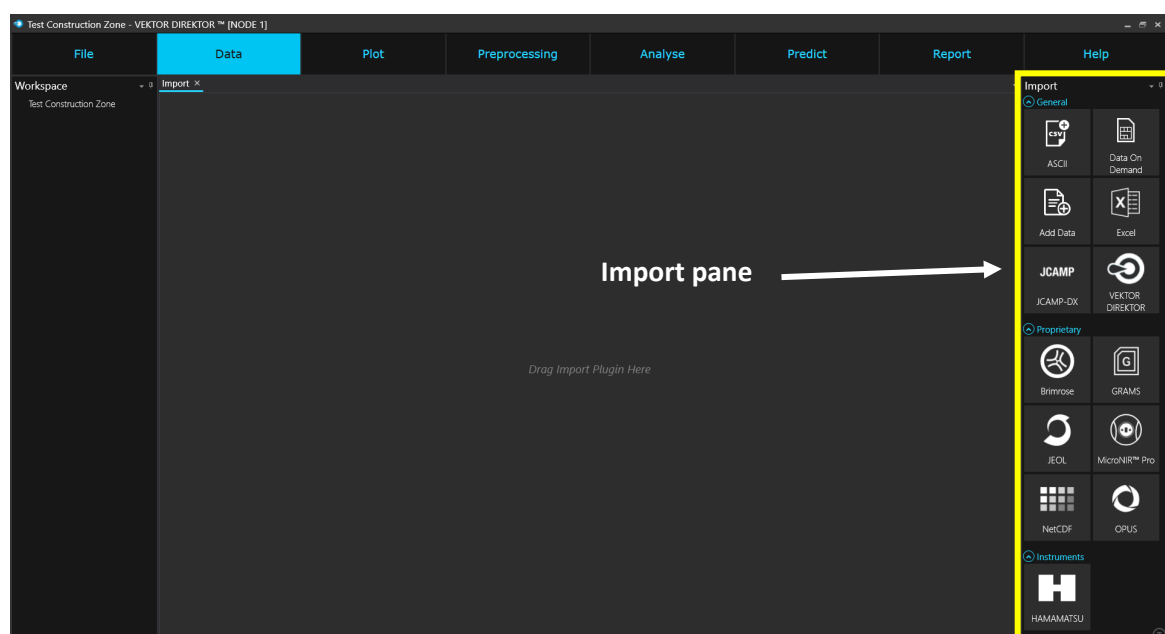 Test Construction Zone - VEKTOR DIREKTOR ™ [NODE 1]
File Data Plot Preprocessing Analyse Predict Report Help
Workspace
Import ×
Import
Test Construction Zone
General
CSV
ASCII
Data On
Demand
Add Data
X
Excel
JCAMP
JCAMP-DX
VEKTOR
DIREKTOR
Import pane
Drag Import Plugin Here
Proprietary
Brimrose
G
GRAMS
JEOL
MicroNIR™ Pro
NetCDF
OPUS
Instruments
H
HAMAMATSU